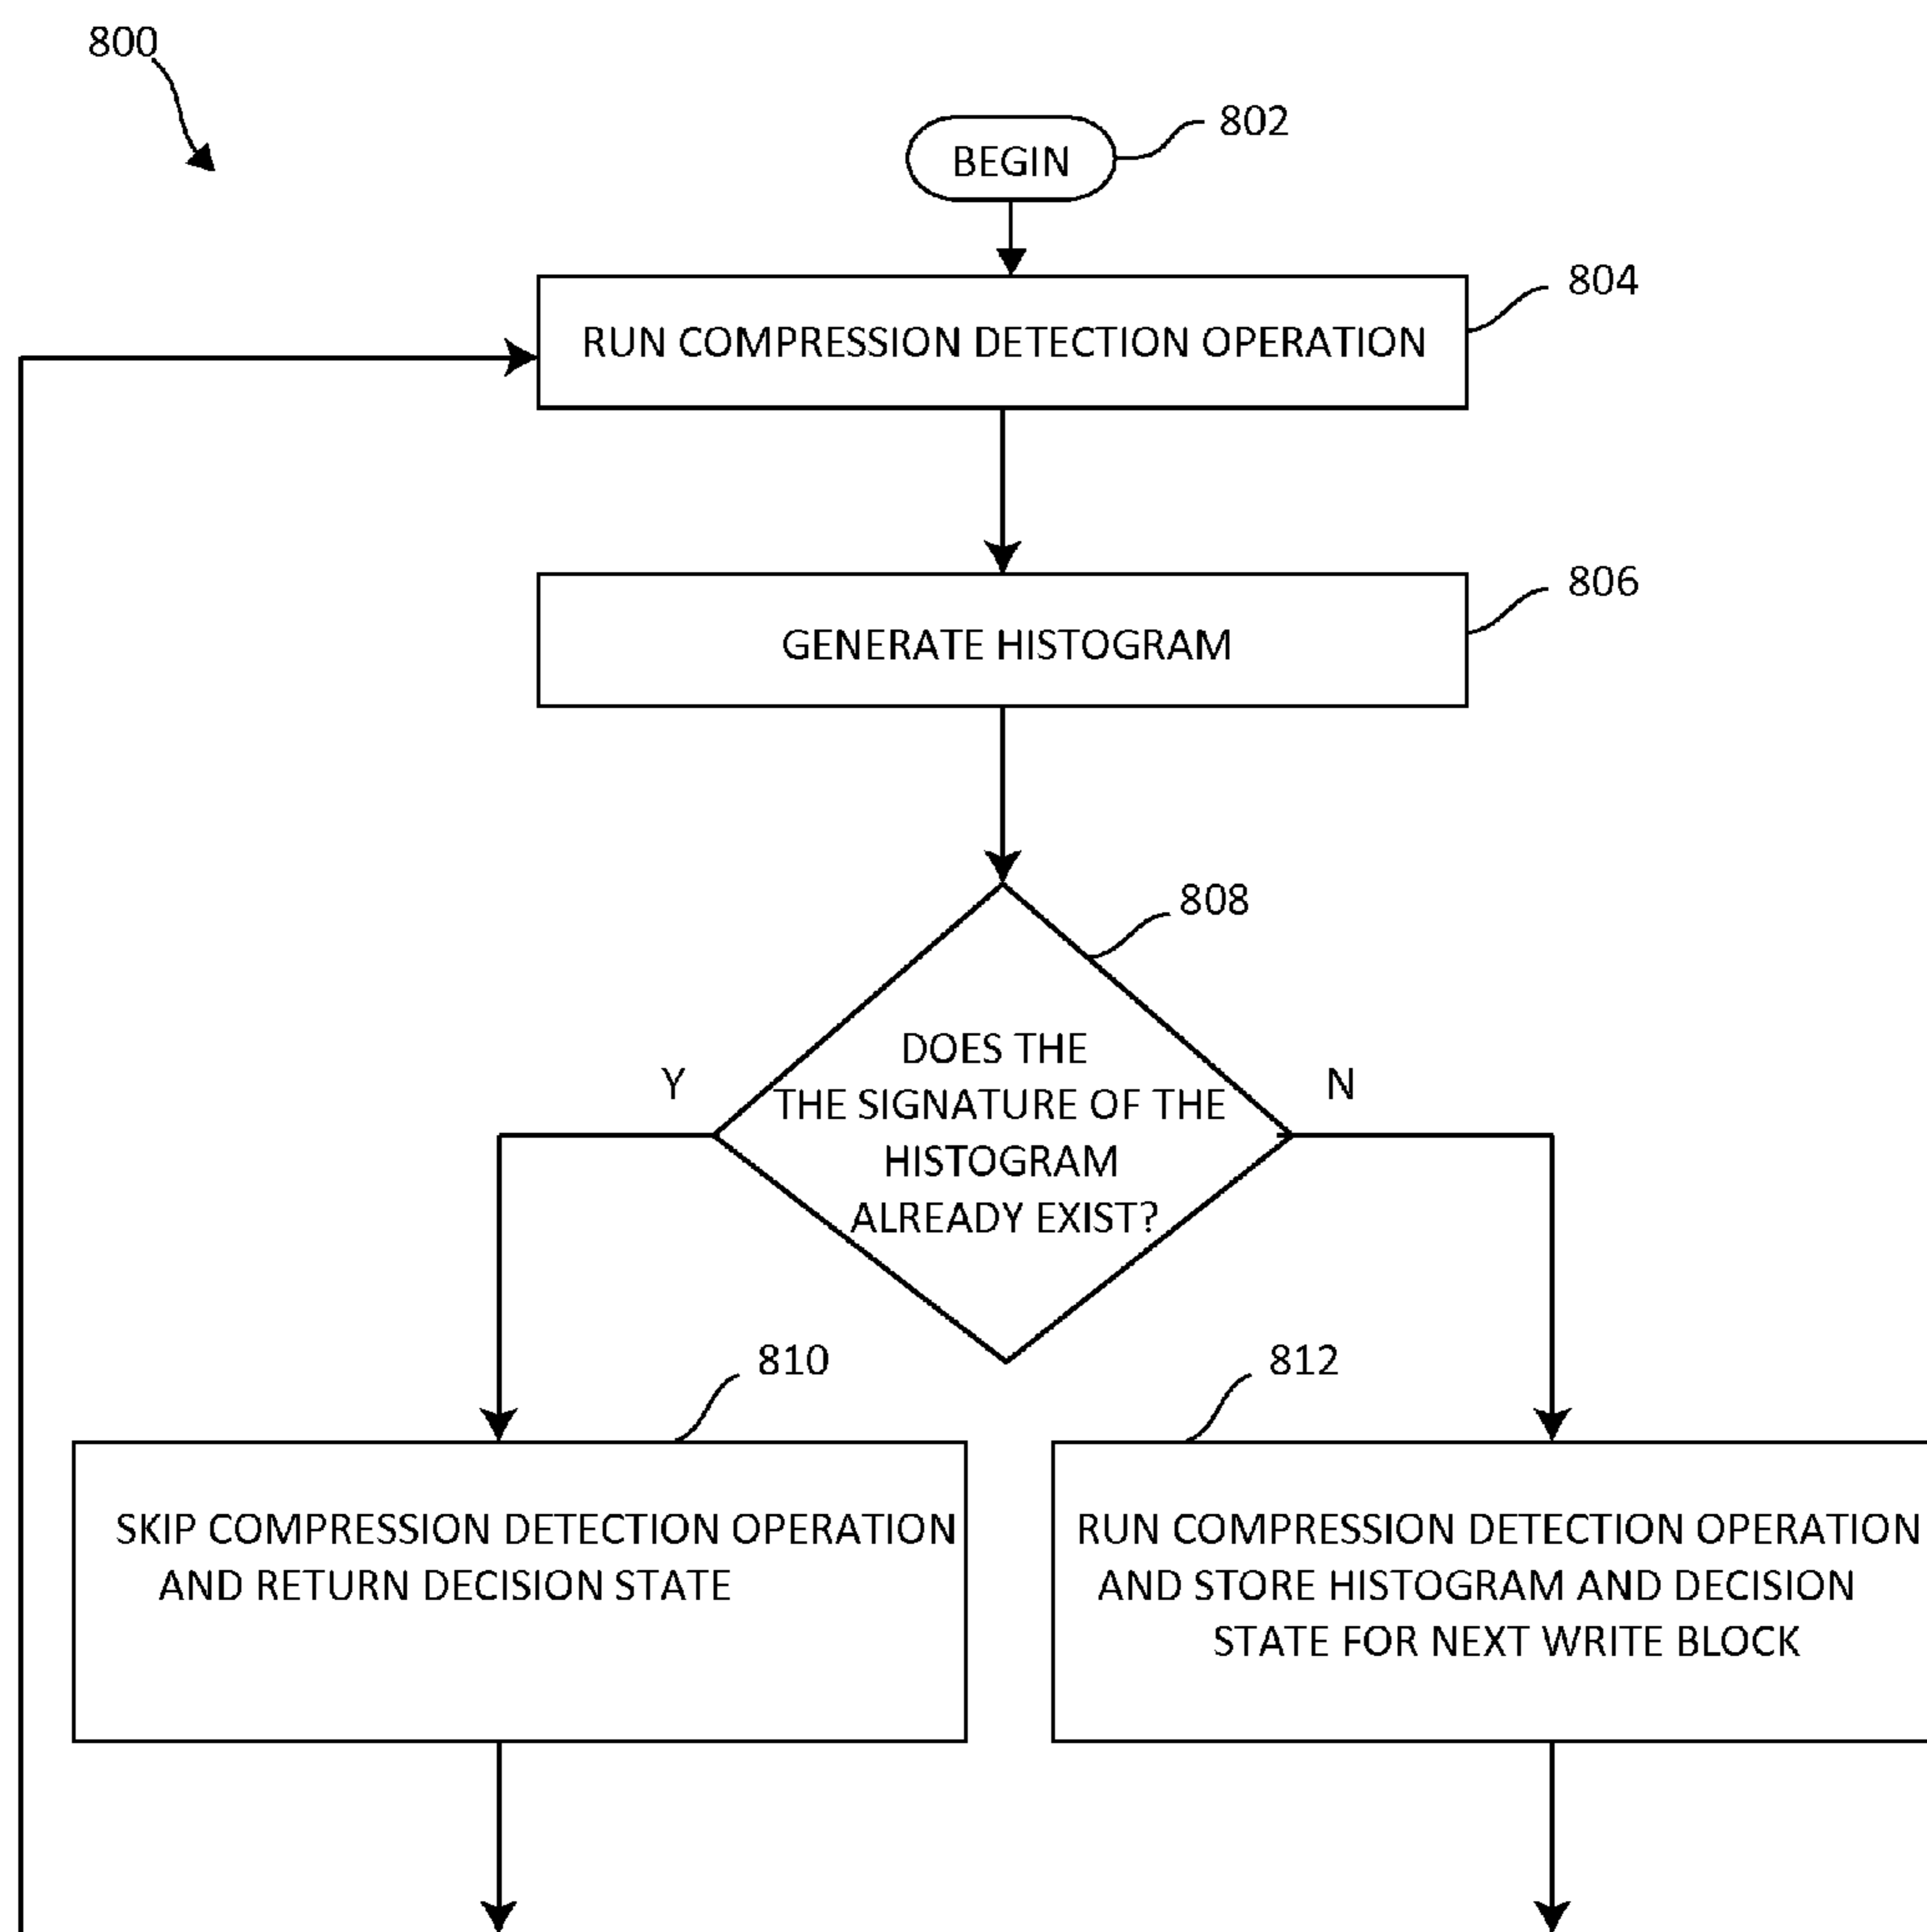 800
802
BEGIN
804
RUN COMPRESSION DETECTION OPERATION
806
GENERATE HISTOGRAM
808
DOES THE
THE SIGNATURE OF THE
HISTOGRAM
ALREADY EXIST?
Y
N
810
SKIP COMPRESSION DETECTION OPERATION
AND RETURN DECISION STATE
812
RUN COMPRESSION DETECTION OPERATION
AND STORE HISTOGRAM AND DECISION
STATE FOR NEXT WRITE BLOCK